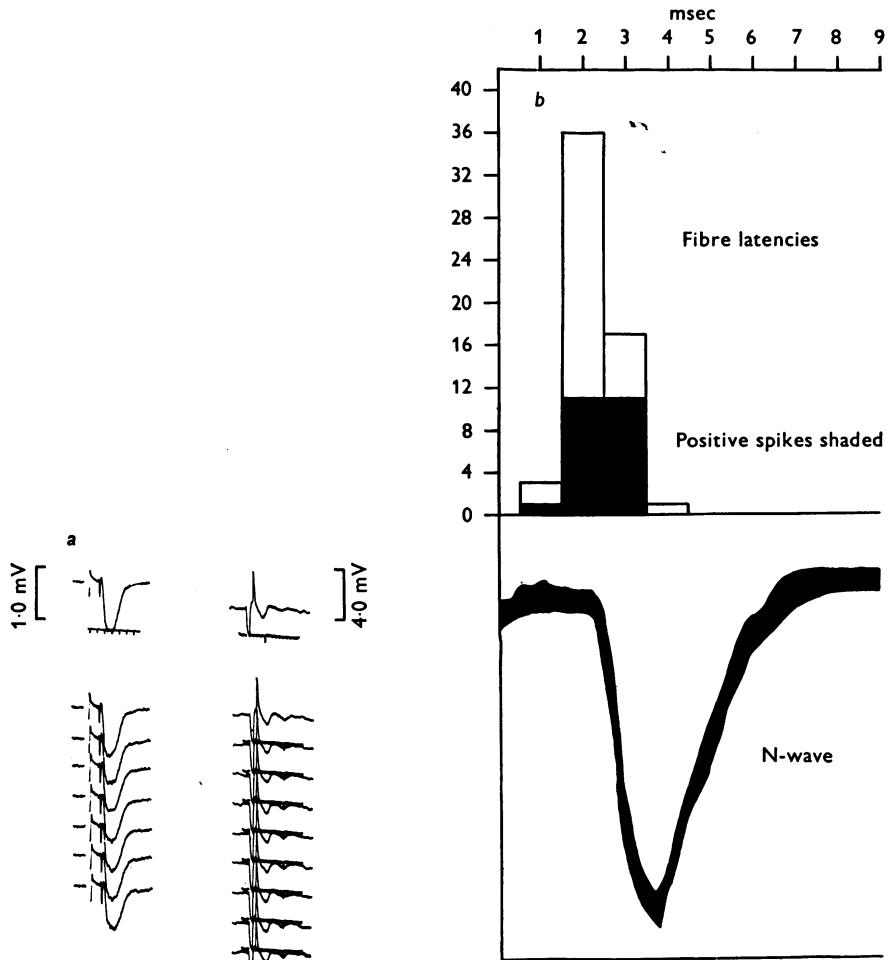 msec
1 2 3 4 5 6 7 8 9
40
b
36
32
28
Fibre latencies
24
20
16
12
8
Positive spikes shaded
4
0
a
1·0 mV
4·0 mV
N-wave